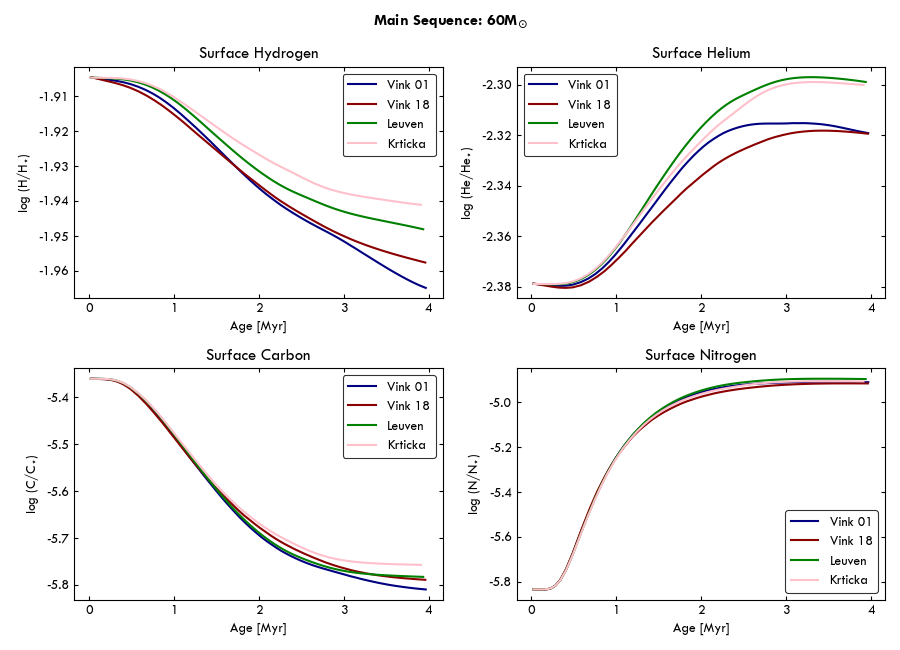 Main Sequence: 60M☉
Surface Hydrogen
log (H/H⋆)
-1.91
-1.92
-1.93
-1.94
-1.95
-1.96
Vink 01
Vink 18
Leuven
Krticka
0 1 2 3 4
Age [Myr]
Surface Helium
log (He/He⋆)
-2.30
-2.32
-2.34
-2.36
-2.38
Vink 01
Vink 18
Leuven
Krticka
0 1 2 3 4
Age [Myr]
Surface Carbon
log (C/C⋆)
-5.4
-5.5
-5.6
-5.7
-5.8
Vink 01
Vink 18
Leuven
Krticka
0 1 2 3 4
Age [Myr]
Surface Nitrogen
log (N/N⋆)
-5.0
-5.2
-5.4
-5.6
-5.8
Vink 01
Vink 18
Leuven
Krticka
0 1 2 3 4
Age [Myr]